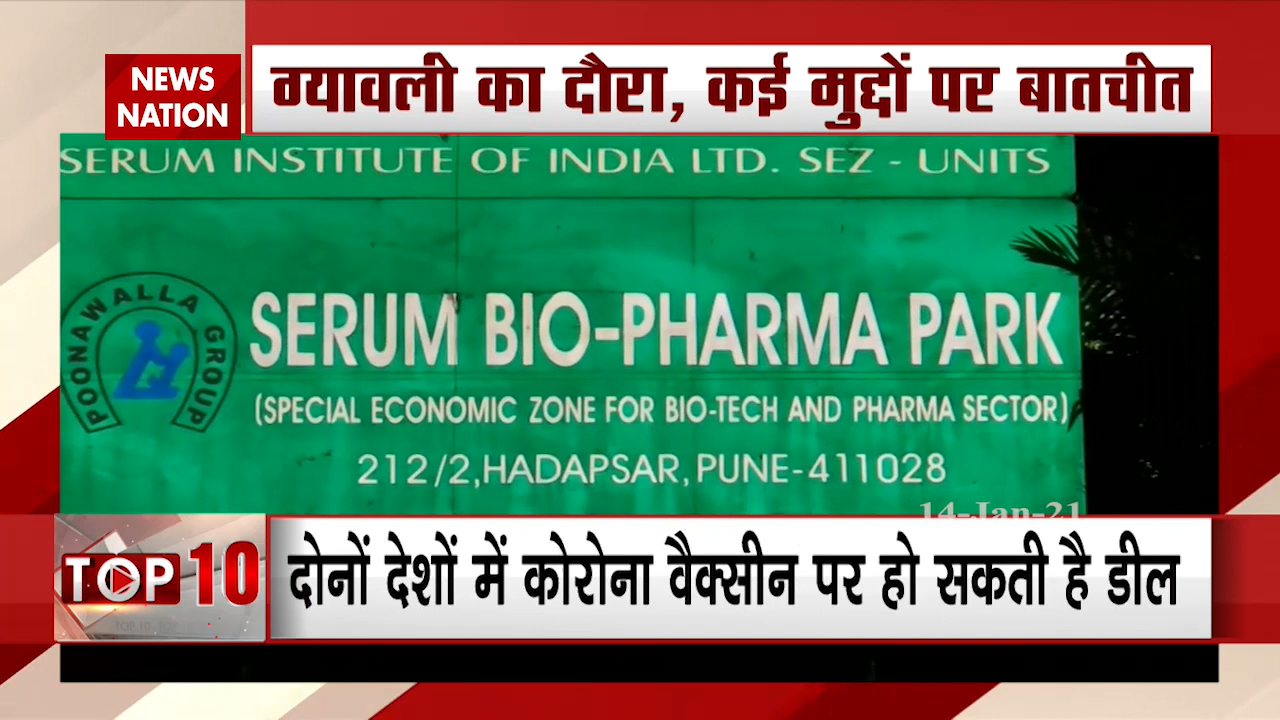 NEWS
NATION
ग्यावली का दौरा, कई मुद्दों पर बातचीत
SERUM INSTITUTE OF INDIA LTD. SEZ - UNITS
POONAWALLA GROUP
SERUM BIO-PHARMA PARK
(SPECIAL ECONOMIC ZONE FOR BIO-TECH AND PHARMA SECTOR)
212/2,HADAPSAR,PUNE-411028
14-Jan-21
TOP 10
दोनों देशों में कोरोना वैक्सीन पर हो सकती है डील